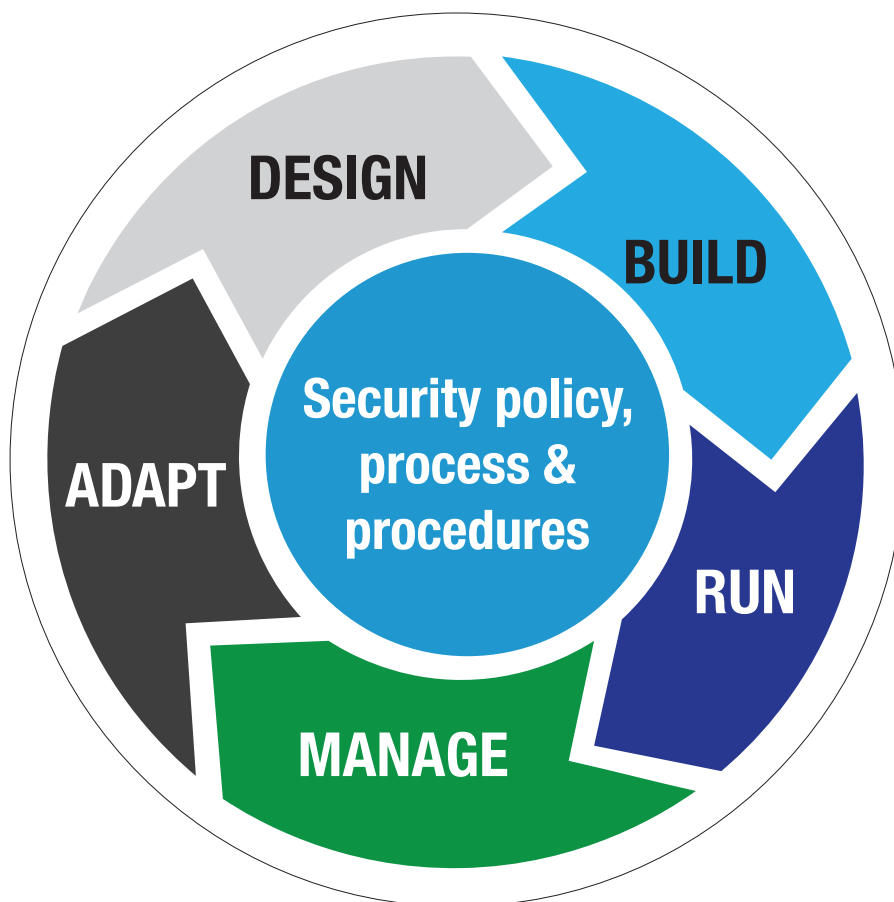 DESIGN
BUILD
Security policy,
process &
procedures
ADAPT
RUN
MANAGE